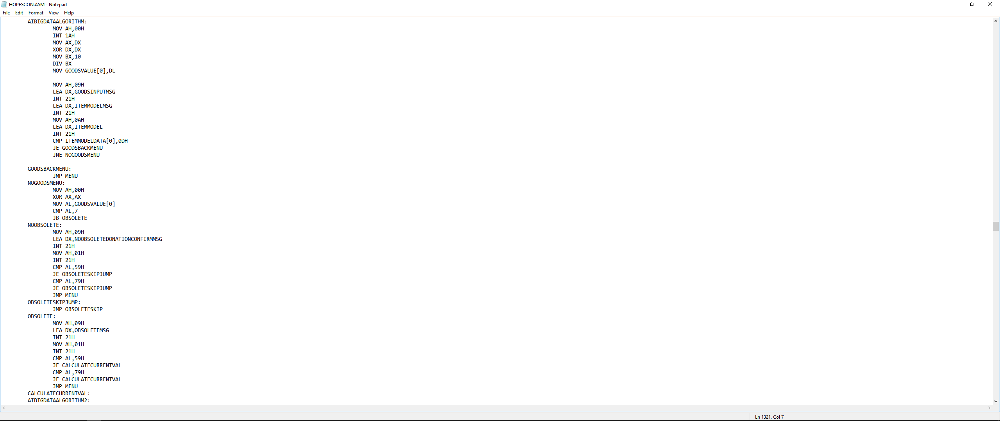 HOPESCON.ASM - Notepad
File Edit Format View Help
AIBIGDATAALGORITHM:
MOV AH,00H
INT 1AH
MOV AX,DX
XOR DX,DX
MOV BX,10
DIV BX
MOV GOODSVALUE[0],DL
MOV AH,09H
LEA DX,GOODSINPUTMSG
INT 21H
LEA DX,ITEMMODELMSG
INT 21H
MOV AH,0AH
LEA DX,ITEMMODEL
INT 21H
CMP ITEMMODELDATA[0],0DH
JE GOODSBACKMENU
JNE NOGOODSMENU
GOODSBACKMENU:
JMP MENU
NOGOODSMENU:
MOV AH,00H
XOR AX,AX
MOV AL,GOODSVALUE[0]
CMP AL,7
JB OBSOLETE
NOOBSOLETE:
MOV AH,09H
LEA DX,NOOBSOLETEDONATIONCONFIRMMSG
INT 21H
MOV AH,01H
INT 21H
CMP AL,59H
JE OBSOLETESKIPJUMP
CMP AL,79H
JE OBSOLETESKIPJUMP
JMP MENU
OBSOLETESKIPJUMP:
JMP OBSOLETESKIP
OBSOLETE:
MOV AH,09H
LEA DX,OBSOLETEMSG
INT 21H
MOV AH,01H
INT 21H
CMP AL,59H
JE CALCULATECURRENTVAL
CMP AL,79H
JE CALCULATECURRENTVAL
JMP MENU
CALCULATECURRENTVAL:
AIBIGDATAALGORITHM2:
Ln 1321, Col 7